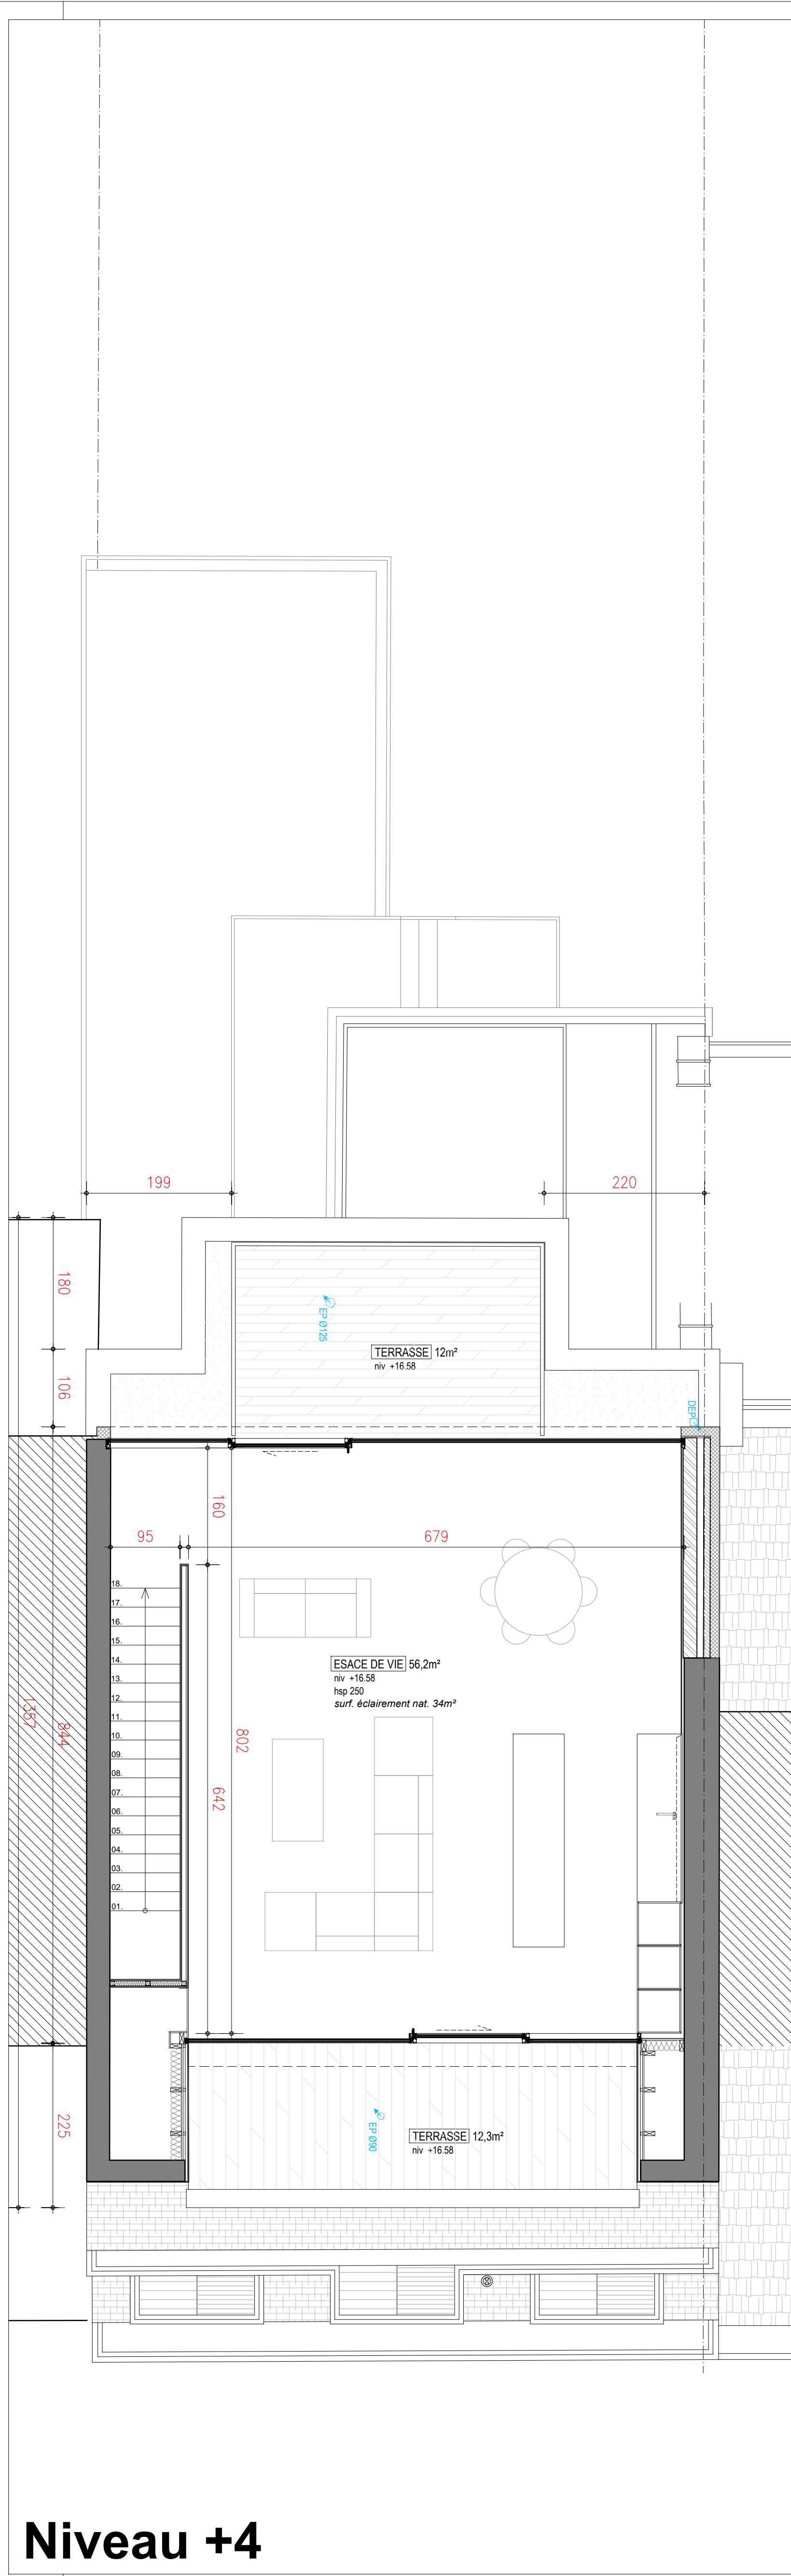 199
220
180
EP Ø125
TERRASSE 12m²
niv +16.58
106
DEP
160
95
679
18.
17.
16.
15.
14.
13.
12.
11.
10.
09.
08.
07.
06.
05.
04.
03.
02.
01.
ESACE DE VIE 56,2m²
niv +16.58
hsp 250
surf. éclairement nat. 34m²
1357
844
802
642
225
EP Ø90
TERRASSE 12,3m²
niv +16.58
Niveau +4